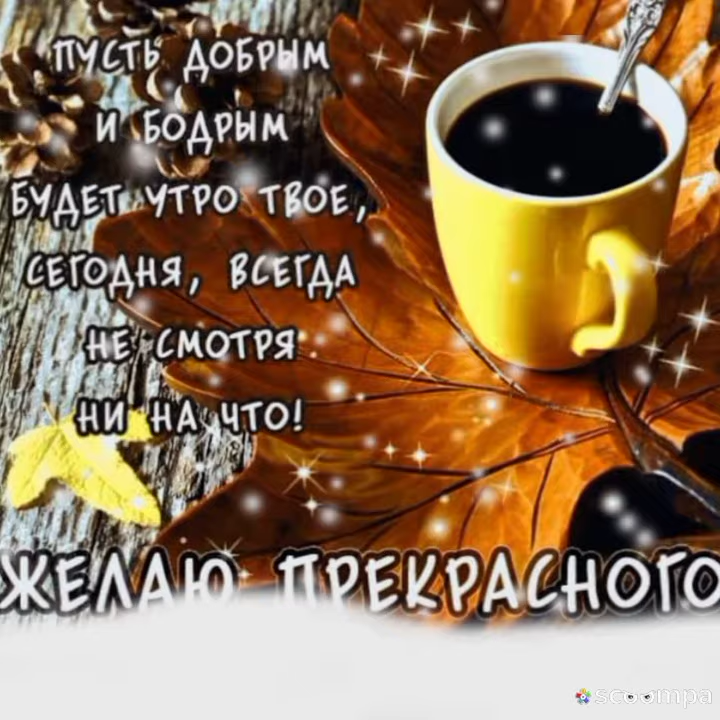 ПУСТЬ ДОБРЫМ
И БОДРЫМ
БУДЕТ УТРО ТВОЕ,
СЕГОДНЯ, ВСЕГДА
НЕ СМОТРЯ
НИ НА ЧТО!
ЖЕЛАЮ ПРЕКРАСНОГО
scoompa